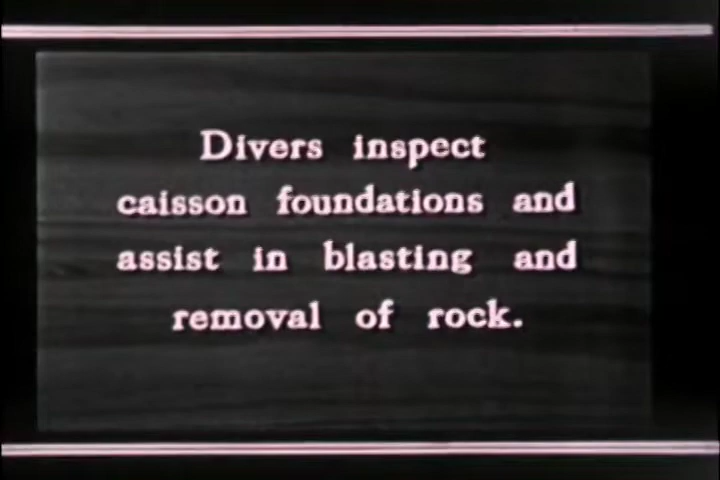 Divers inspect
caisson foundations and
assist in blasting and
removal of rock.